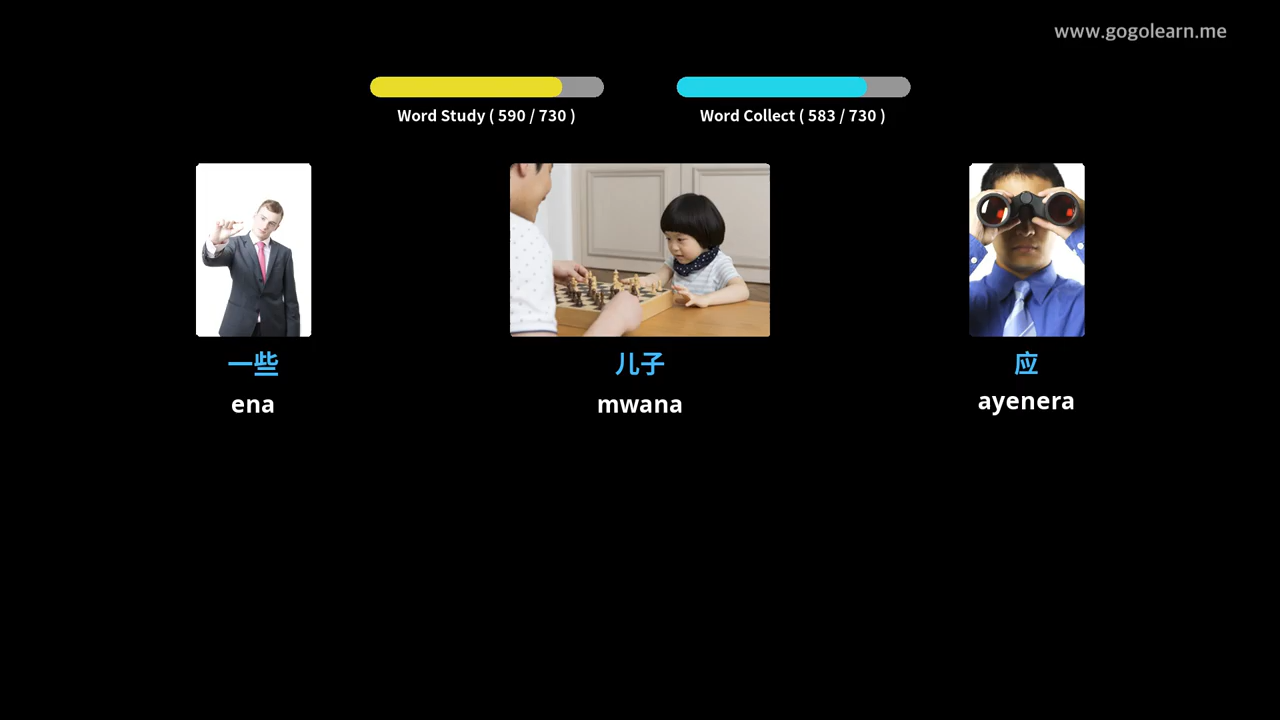 www.gogolearn.me
Word Study ( 590 / 730 )
Word Collect ( 583 / 730 )
一些
ena
儿子
mwana
应
ayenera